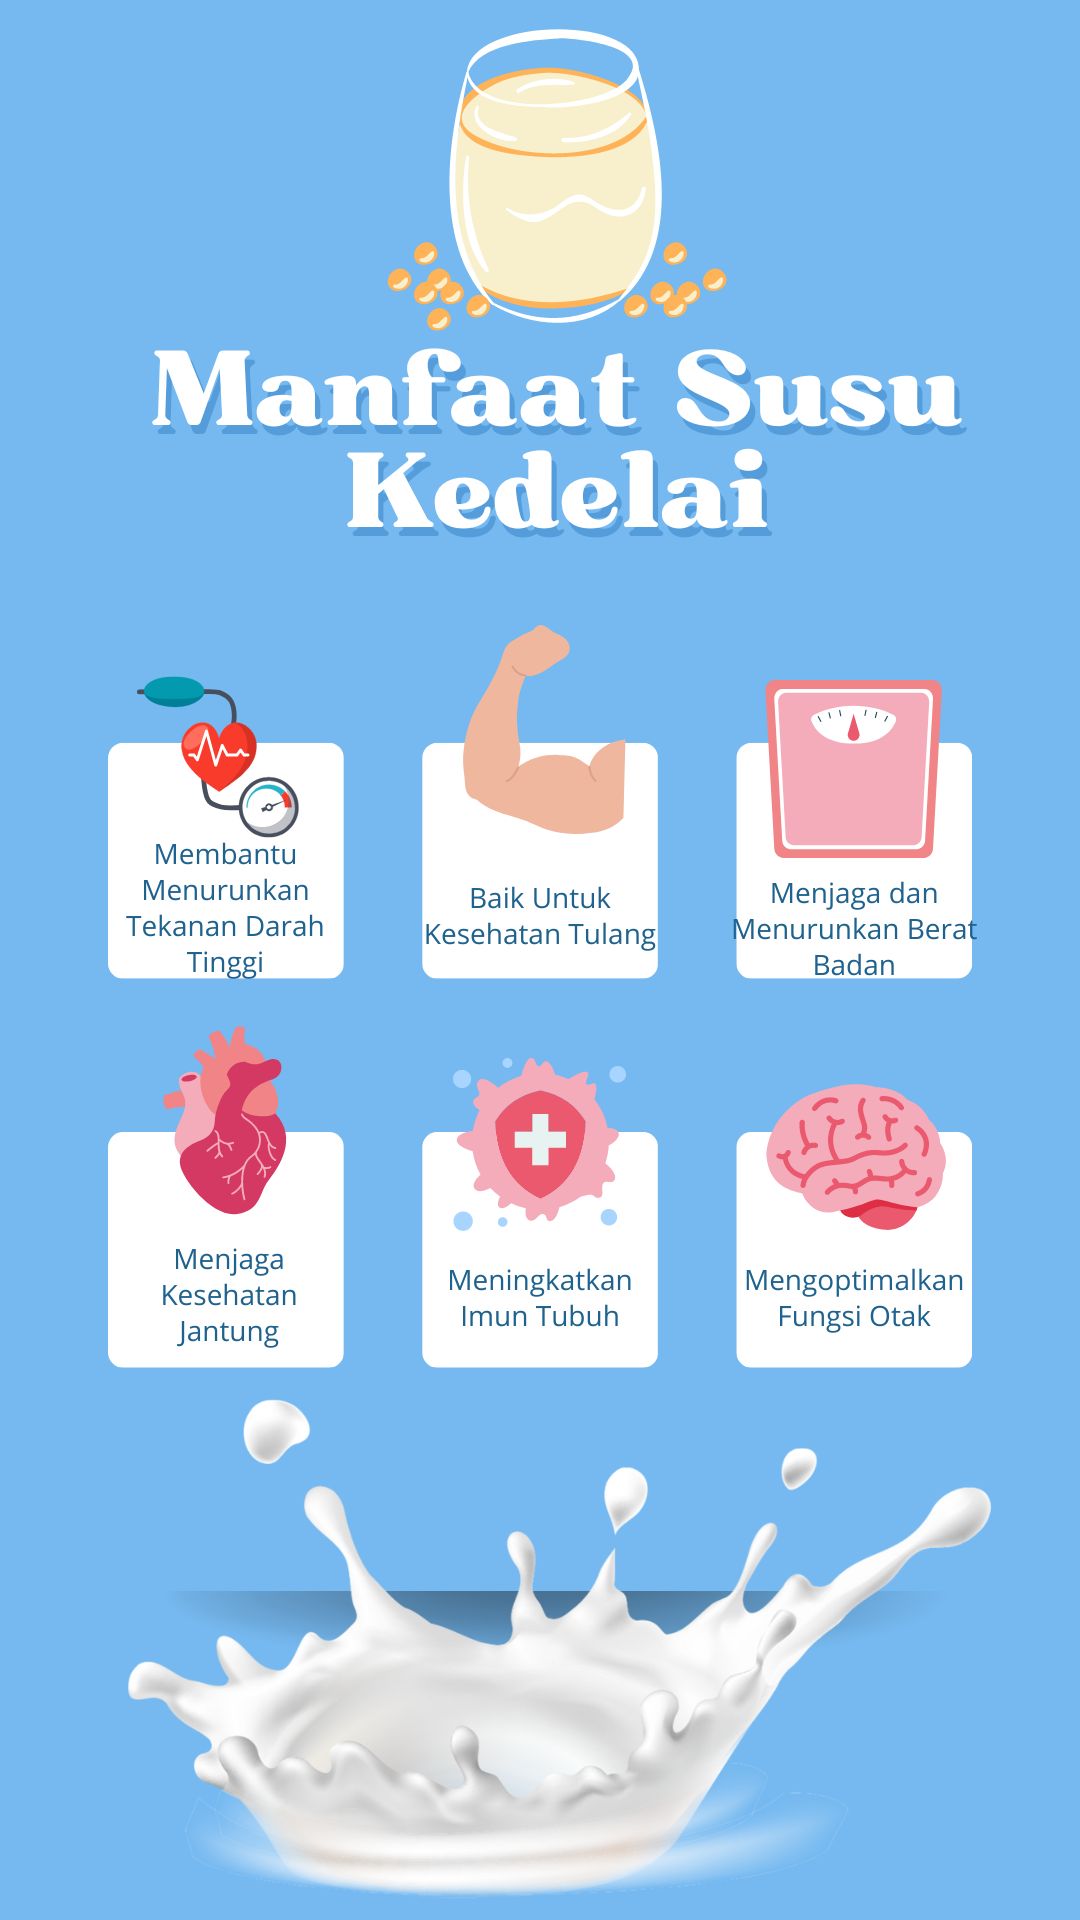 Manfaat Susu
Kedelai
Membantu
Menurunkan
Tekanan Darah
Tinggi
Baik Untuk
Kesehatan Tulang
Menjaga dan
Menurunkan Berat
Badan
Menjaga
Kesehatan
Jantung
Meningkatkan
Imun Tubuh
Mengoptimalkan
Fungsi Otak